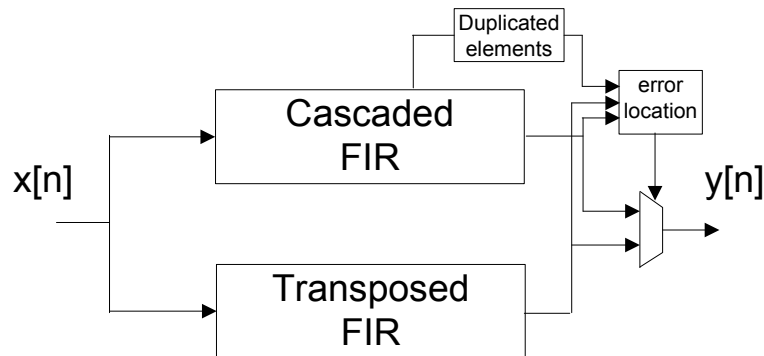 Duplicated
elements
error
location
Cascaded
FIR
x[n]
y[n]
Transposed
FIR